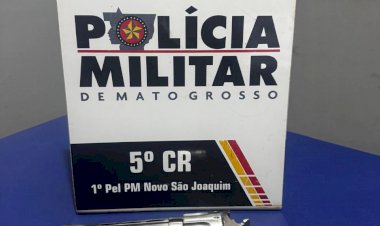 POLÍCIA
MILITAR
DE MATO GROSSO
5º CR
1º Pel PM Novo São Joaquim